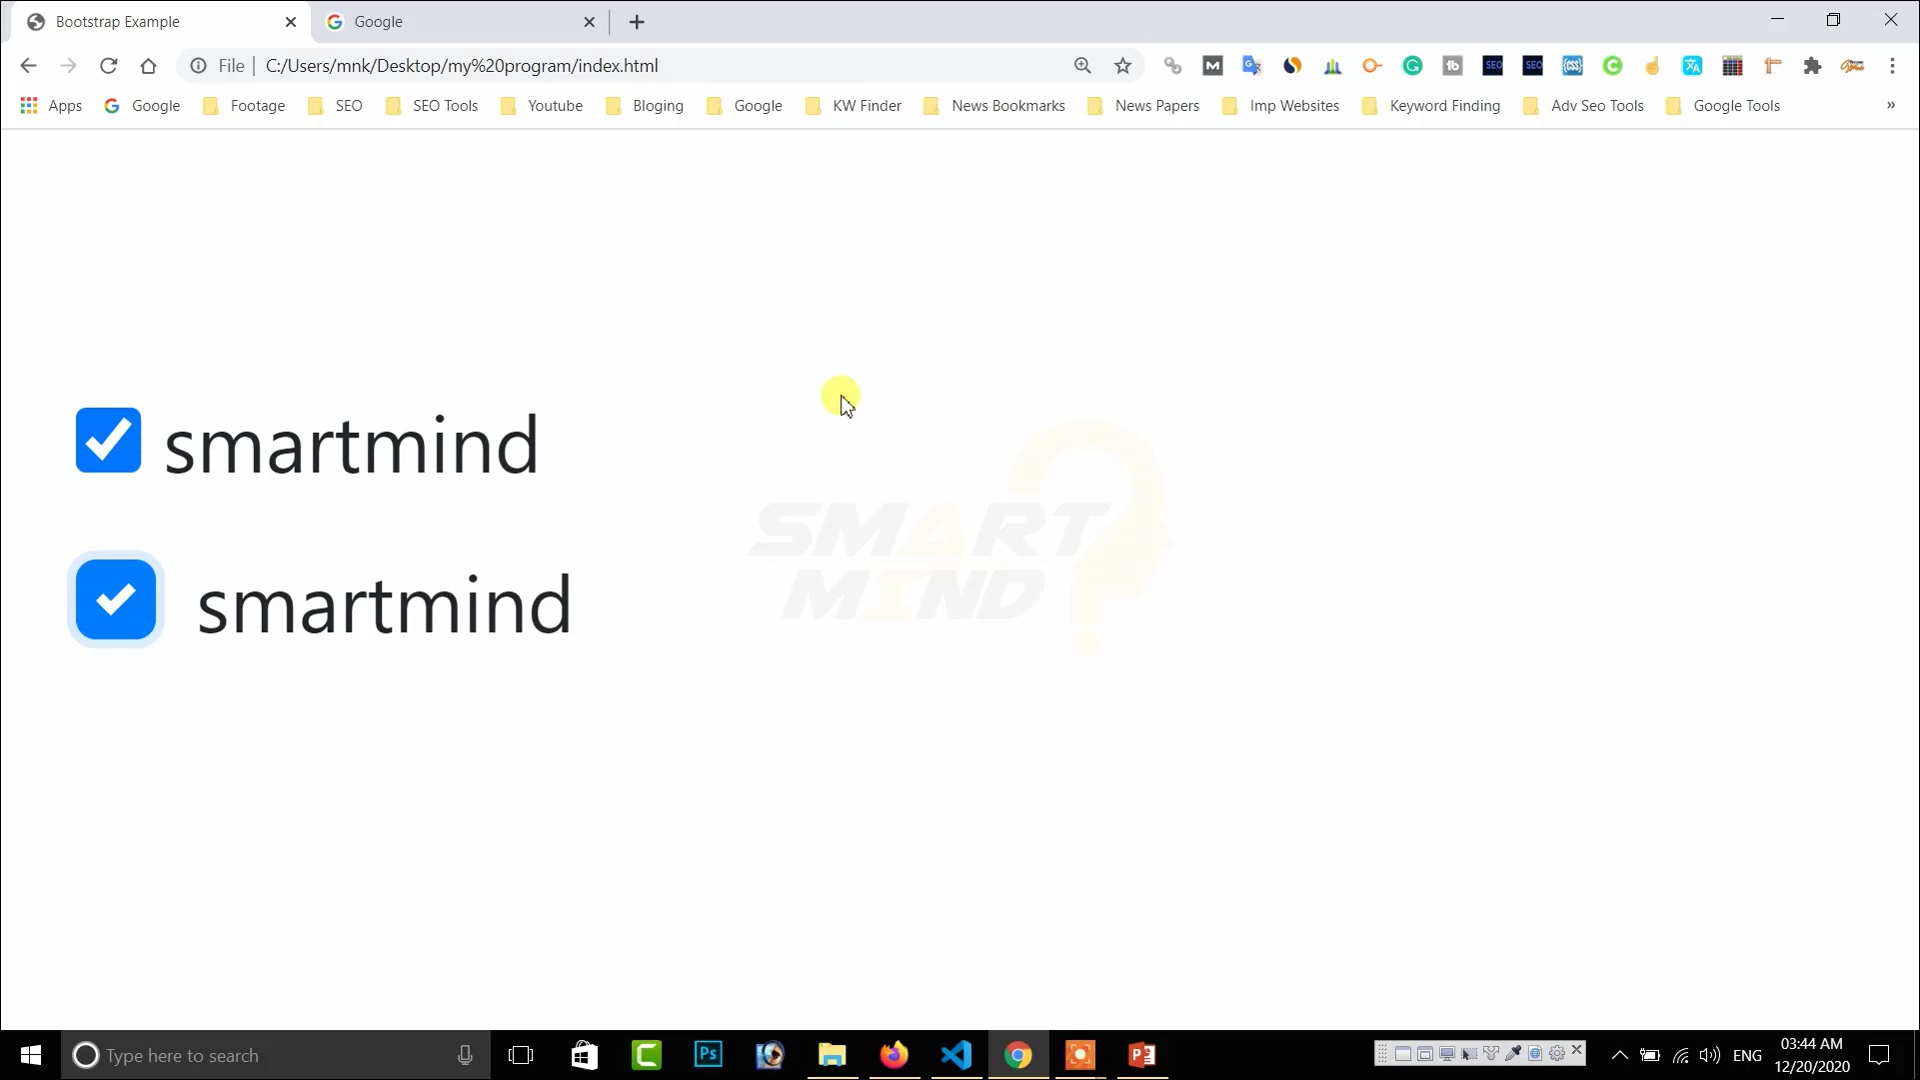 Bootstrap Example
Google
File | C:/Users/mnk/Desktop/my%20program/index.html
Apps Google Footage SEO SEO Tools Youtube Bloging Google KW Finder News Bookmarks News Papers Imp Websites Keyword Finding Adv Seo Tools Google Tools »
smartmind
smartmind
SMART
MIND
Type here to search
Ps
ENG
03:44 AM
12/20/2020